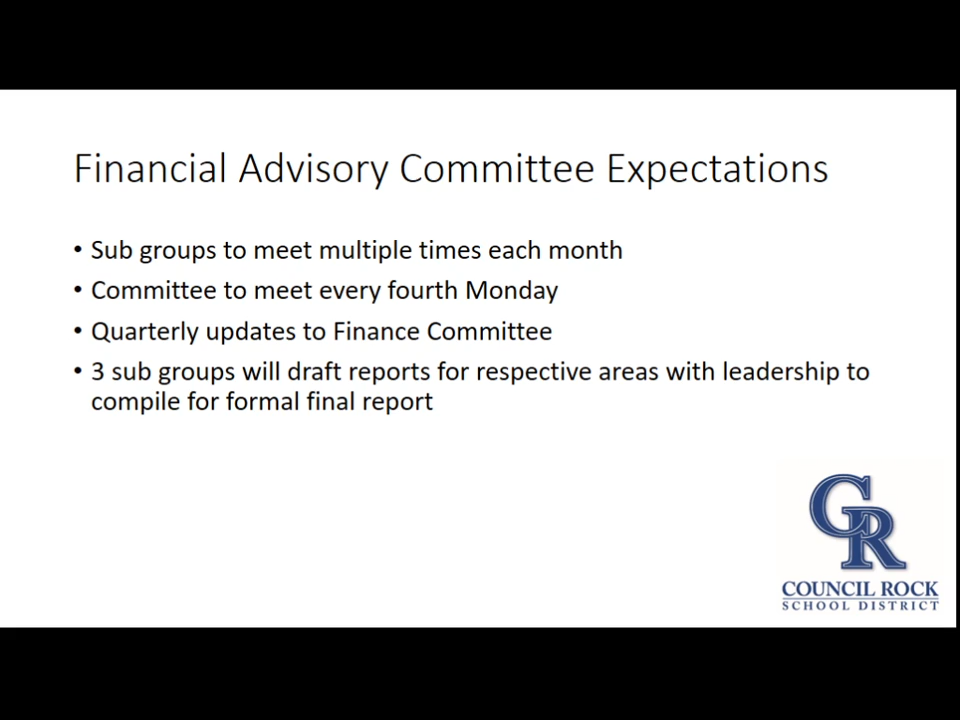 Financial Advisory Committee Expectations
• Sub groups to meet multiple times each month
• Committee to meet every fourth Monday
• Quarterly updates to Finance Committee
• 3 sub groups will draft reports for respective areas with leadership to
compile for formal final report
CR
COUNCIL ROCK
SCHOOL DISTRICT